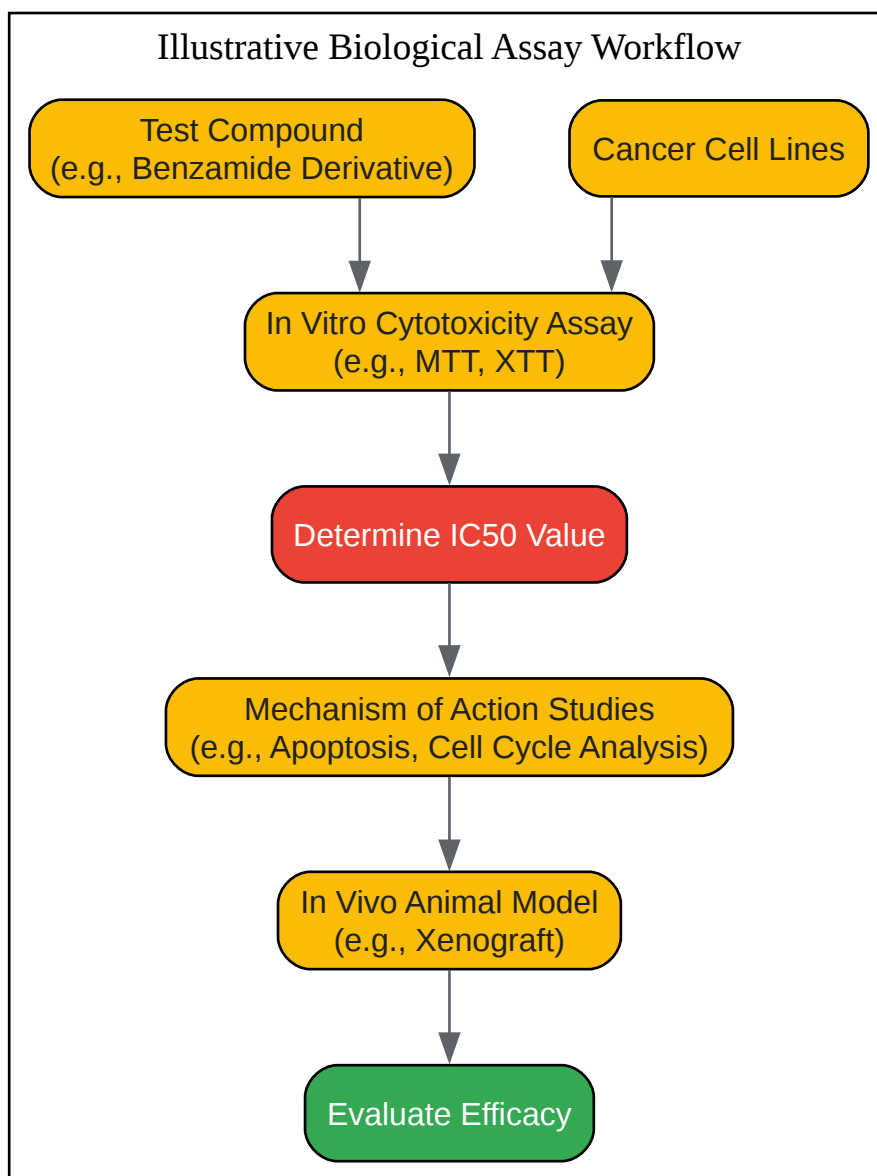 Illustrative Biological Assay Workflow
Test Compound
(e.g., Benzamide Derivative)
Cancer Cell Lines
In Vitro Cytotoxicity Assay
(e.g., MTT, XTT)
Determine IC50 Value
Mechanism of Action Studies
(e.g., Apoptosis, Cell Cycle Analysis)
In Vivo Animal Model
(e.g., Xenograft)
Evaluate Efficacy